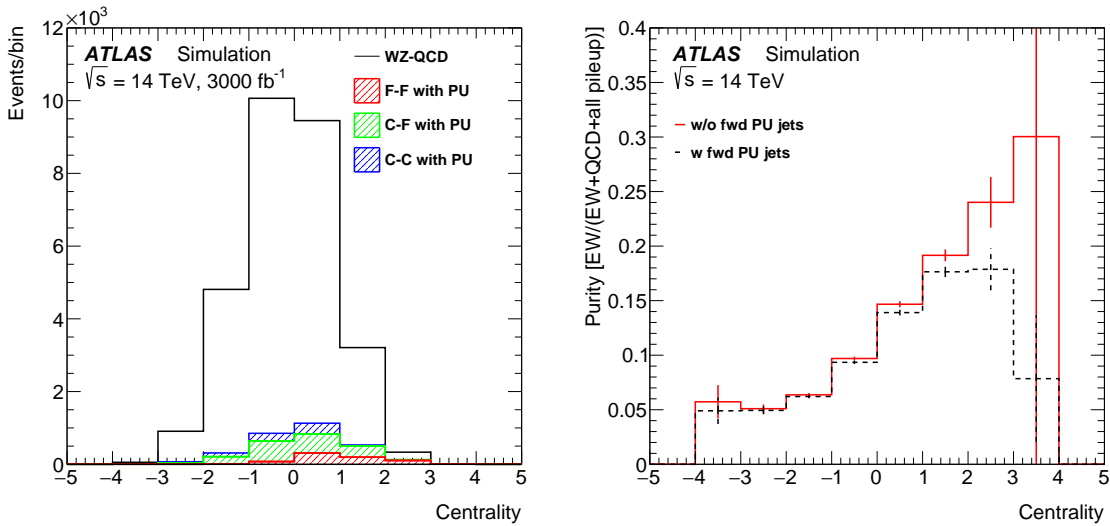 ×10³
ATLAS Simulation
√s = 14 TeV, 3000 fb⁻¹
WZ-QCD
F-F with PU
C-F with PU
C-C with PU
Events/bin
12
10
8
6
4
2
0
−5 −4 −3 −2 −1 0 1 2 3 4 5
Centrality
ATLAS Simulation
√s = 14 TeV
w/o fwd PU jets
w fwd PU jets
Purity [EW/(EW+QCD+all pileup)]
0.4
0.35
0.3
0.25
0.2
0.15
0.1
0.05
0
−5 −4 −3 −2 −1 0 1 2 3 4 5
Centrality